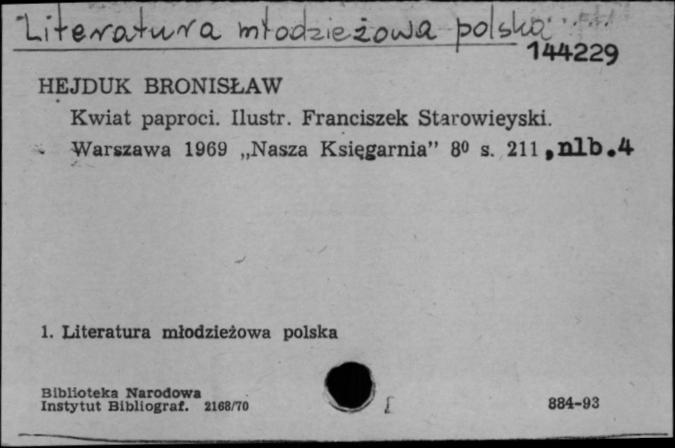 Literatura młodzieżowa polska
144229
HEJDUK BRONISŁAW
Kwiat paproci. Ilustr. Franciszek Starowieyski.
Warszawa 1969 „Nasza Księgarnia” 8⁰ s. 211, nlb.4
1. Literatura młodzieżowa polska
Biblioteka Narodowa
Instytut Bibliograf. 2168/70
884-93